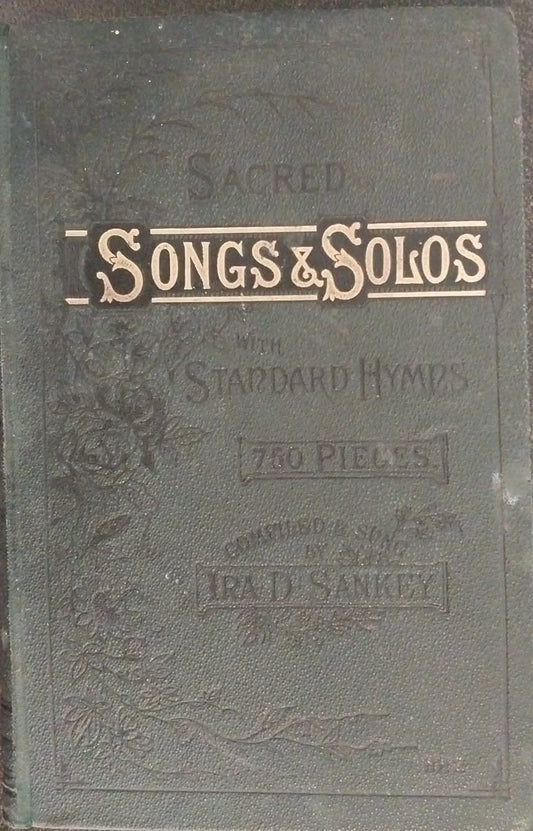 SACRED
SONGS & SOLOS
WITH
STANDARD HYMNS
750 PIECES.
COMPILED & SUNG
BY
IRA D. SANKEY